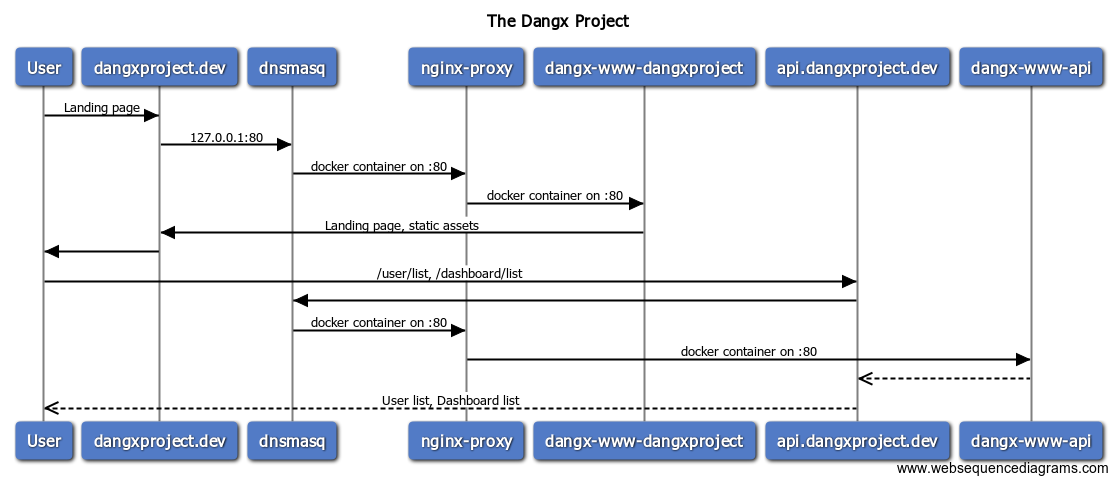 The Dangx Project
User dangxproject.dev dnsmasq nginx-proxy dangx-www-dangxproject api.dangxproject.dev dangx-www-api
Landing page
127.0.0.1:80
docker container on :80
docker container on :80
Landing page, static assets
/user/list, /dashboard/list
docker container on :80
docker container on :80
User list, Dashboard list
User dangxproject.dev dnsmasq nginx-proxy dangx-www-dangxproject api.dangxproject.dev dangx-www-api
www.websequencediagrams.com